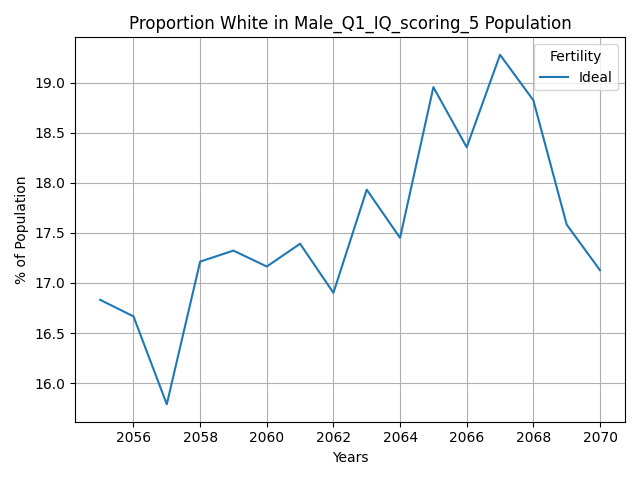 Proportion White in Male_Q1_IQ_scoring_5 Population
Fertility
Ideal
% of Population
19.0
18.5
18.0
17.5
17.0
16.5
16.0
2056 2058 2060 2062 2064 2066 2068 2070
Years